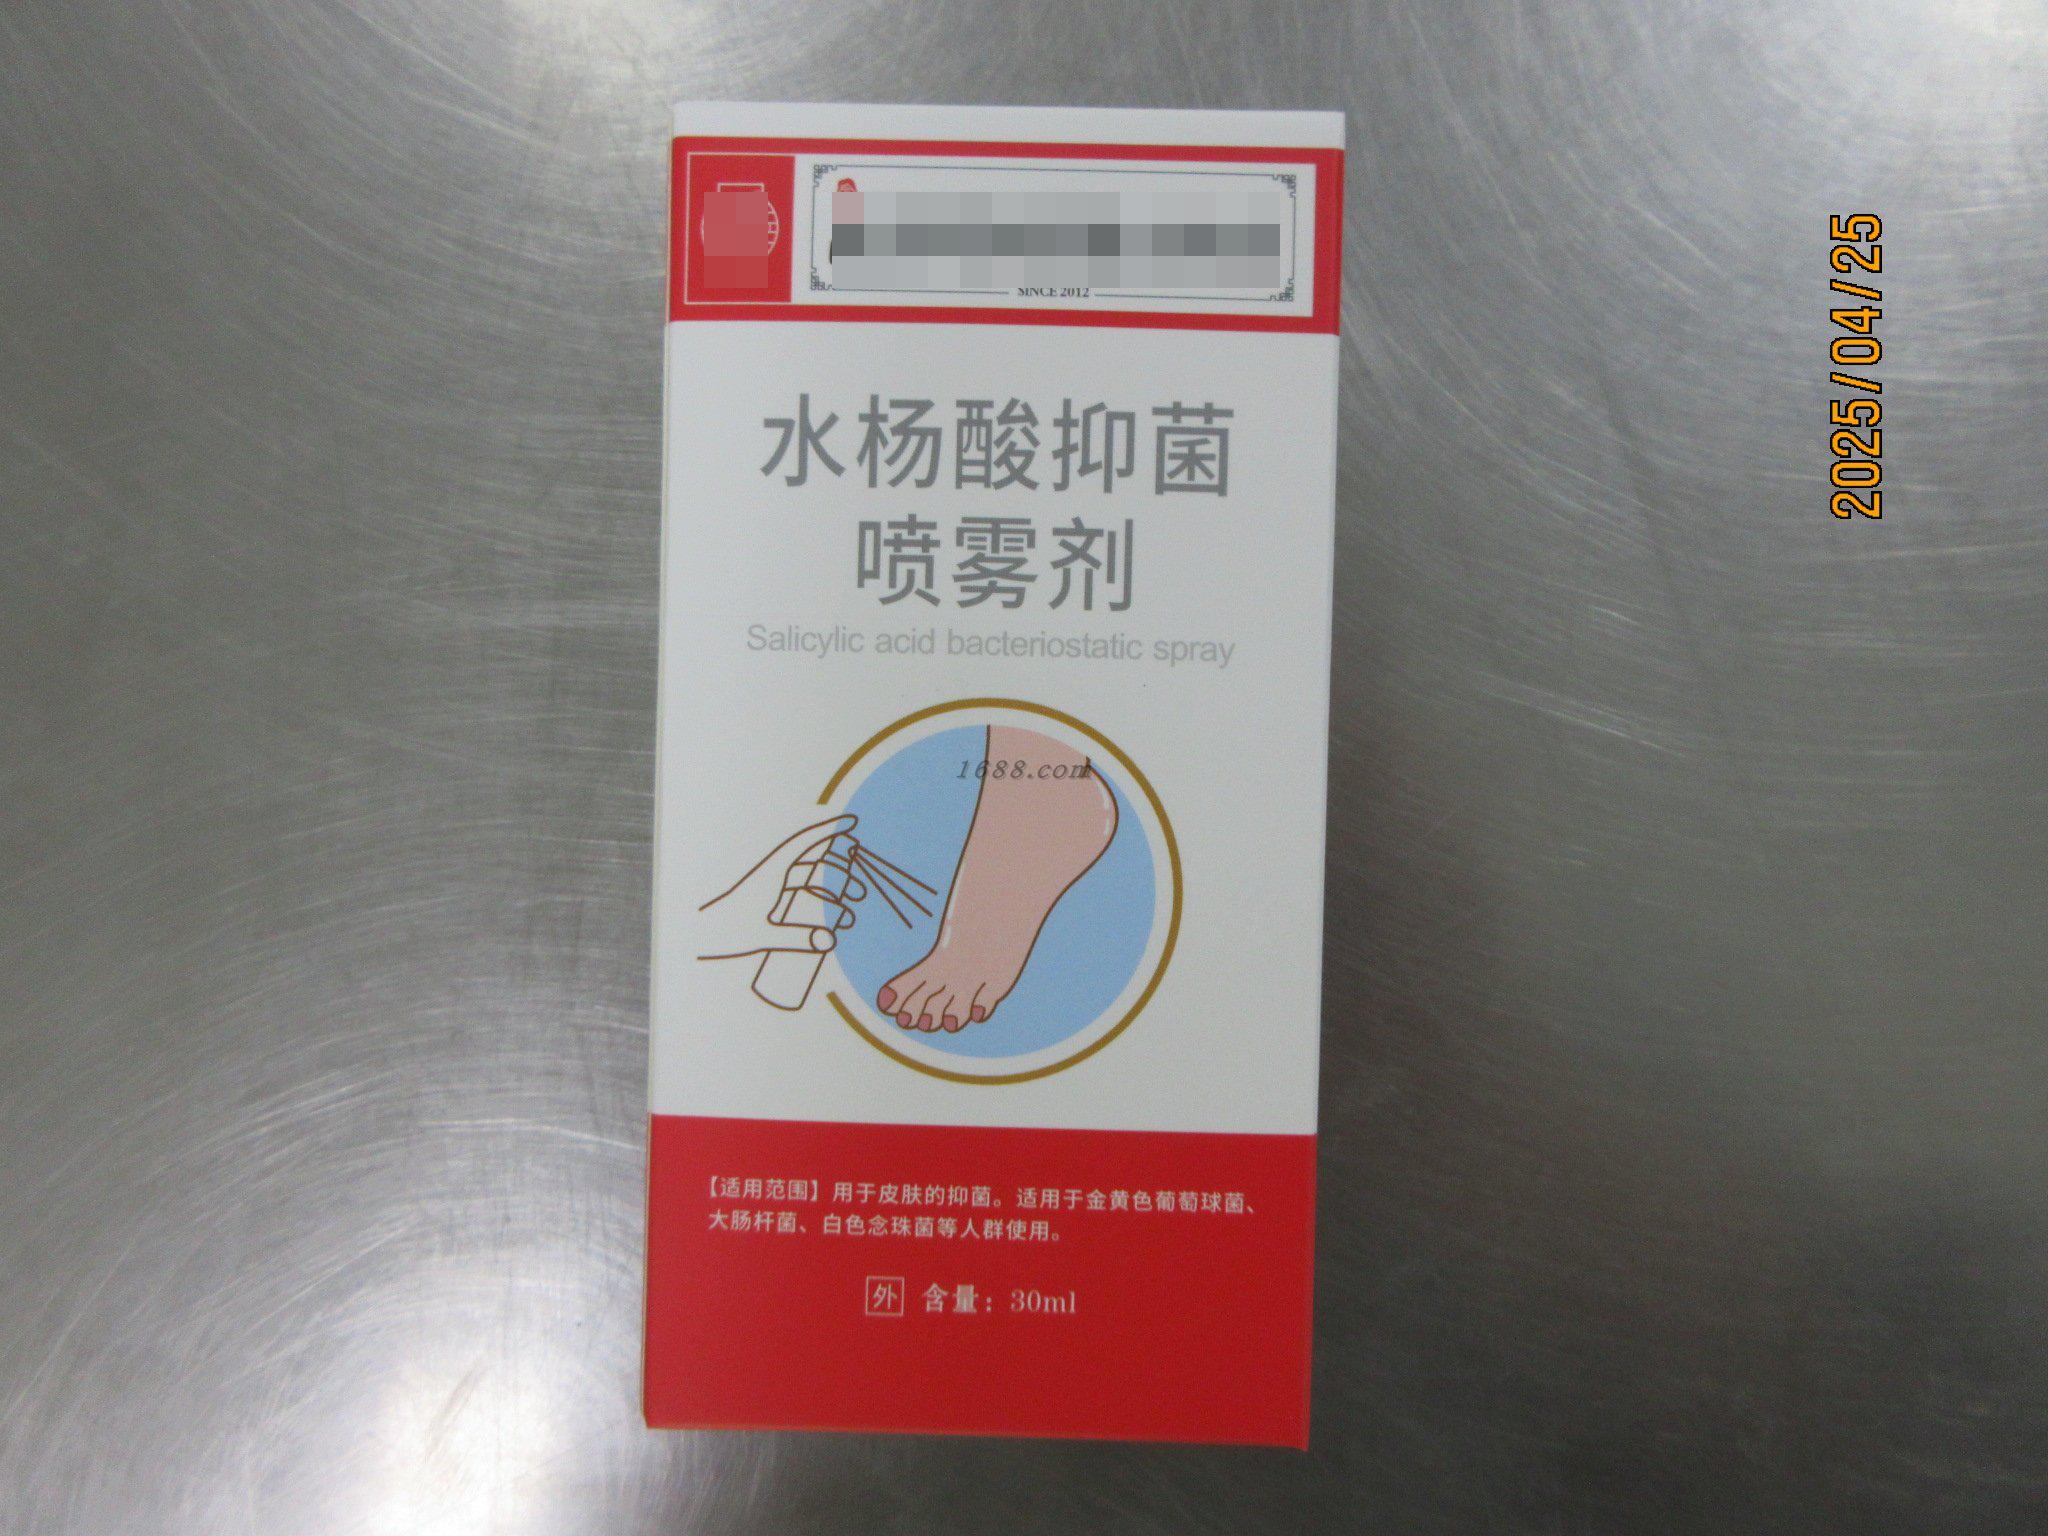 SINCE 2012
水杨酸抑菌
喷雾剂
Salicylic acid bacteriostatic spray
1688.com
【适用范围】用于皮肤的抑菌。适用于金黄色葡萄球菌、
大肠杆菌、白色念珠菌等人群使用。
外 含量：30ml
2025/04/25